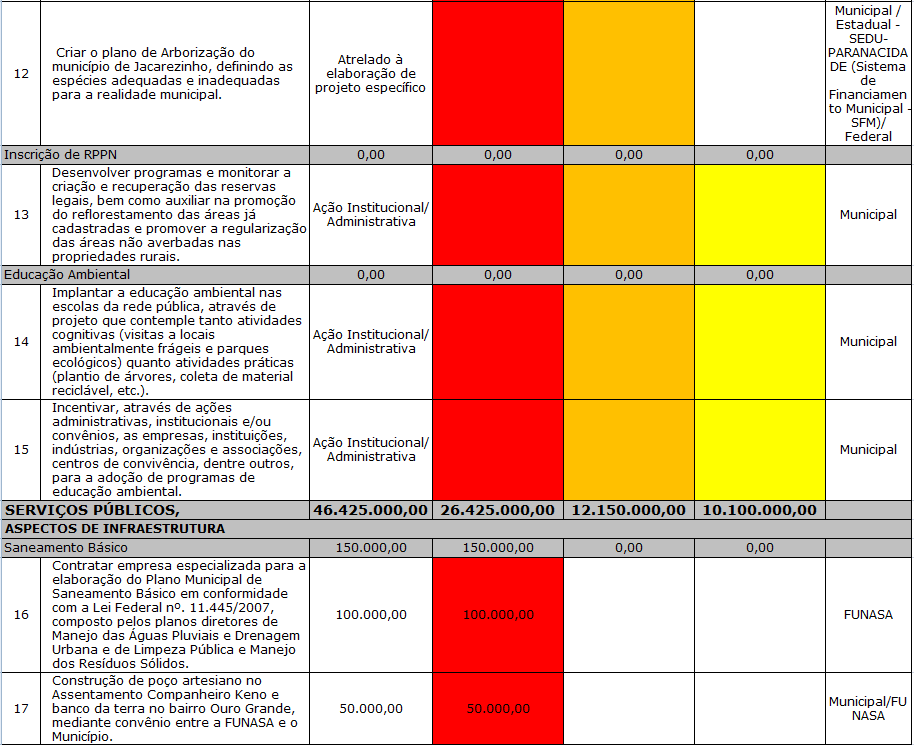 12
Criar o plano de Arborização do
município de Jacarezinho, definindo as
espécies adequadas e inadequadas
para a realidade municipal.
Atrelado à
elaboração de
projeto específico
Municipal /
Estadual -
SEDU-
PARANACIDA
DE (Sistema
de
Financiamen
to Municipal -
SFM)/
Federal
Inscrição de RPPN 0,00 0,00 0,00 0,00
13
Desenvolver programas e monitorar a
criação e recuperação das reservas
legais, bem como auxiliar na promoção
do reflorestamento das áreas já
cadastradas e promover a regularização
das áreas não averbadas nas
propriedades rurais.
Ação Institucional/
Administrativa
Municipal
Educação Ambiental 0,00 0,00 0,00 0,00
14
Implantar a educação ambiental nas
escolas da rede pública, através de
projeto que contemple tanto atividades
cognitivas (visitas a locais
ambientalmente frágeis e parques
ecológicos) quanto atividades práticas
(plantio de árvores, coleta de material
reciclável, etc.).
Ação Institucional/
Administrativa
Municipal
15
Incentivar, através de ações
administrativas, institucionais e/ou
convênios, as empresas, instituições,
indústrias, organizações e associações,
centros de convivência, dentre outros,
para a adoção de programas de
educação ambiental.
Ação Institucional/
Administrativa
Municipal
SERVIÇOS PÚBLICOS, 46.425.000,00 26.425.000,00 12.150.000,00 10.100.000,00
ASPECTOS DE INFRAESTRUTURA
Saneamento Básico 150.000,00 150.000,00 0,00 0,00
16
Contratar empresa especializada para a
elaboração do Plano Municipal de
Saneamento Básico em conformidade
com a Lei Federal nº. 11.445/2007,
composto pelos planos diretores de
Manejo das Águas Pluviais e Drenagem
Urbana e de Limpeza Pública e Manejo
dos Resíduos Sólidos.
100.000,00
100.000,00
FUNASA
17
Construção de poço artesiano no
Assentamento Companheiro Keno e
banco da terra no bairro Ouro Grande,
mediante convênio entre a FUNASA e o
Município.
50.000,00
50.000,00
Municipal/FU
NASA